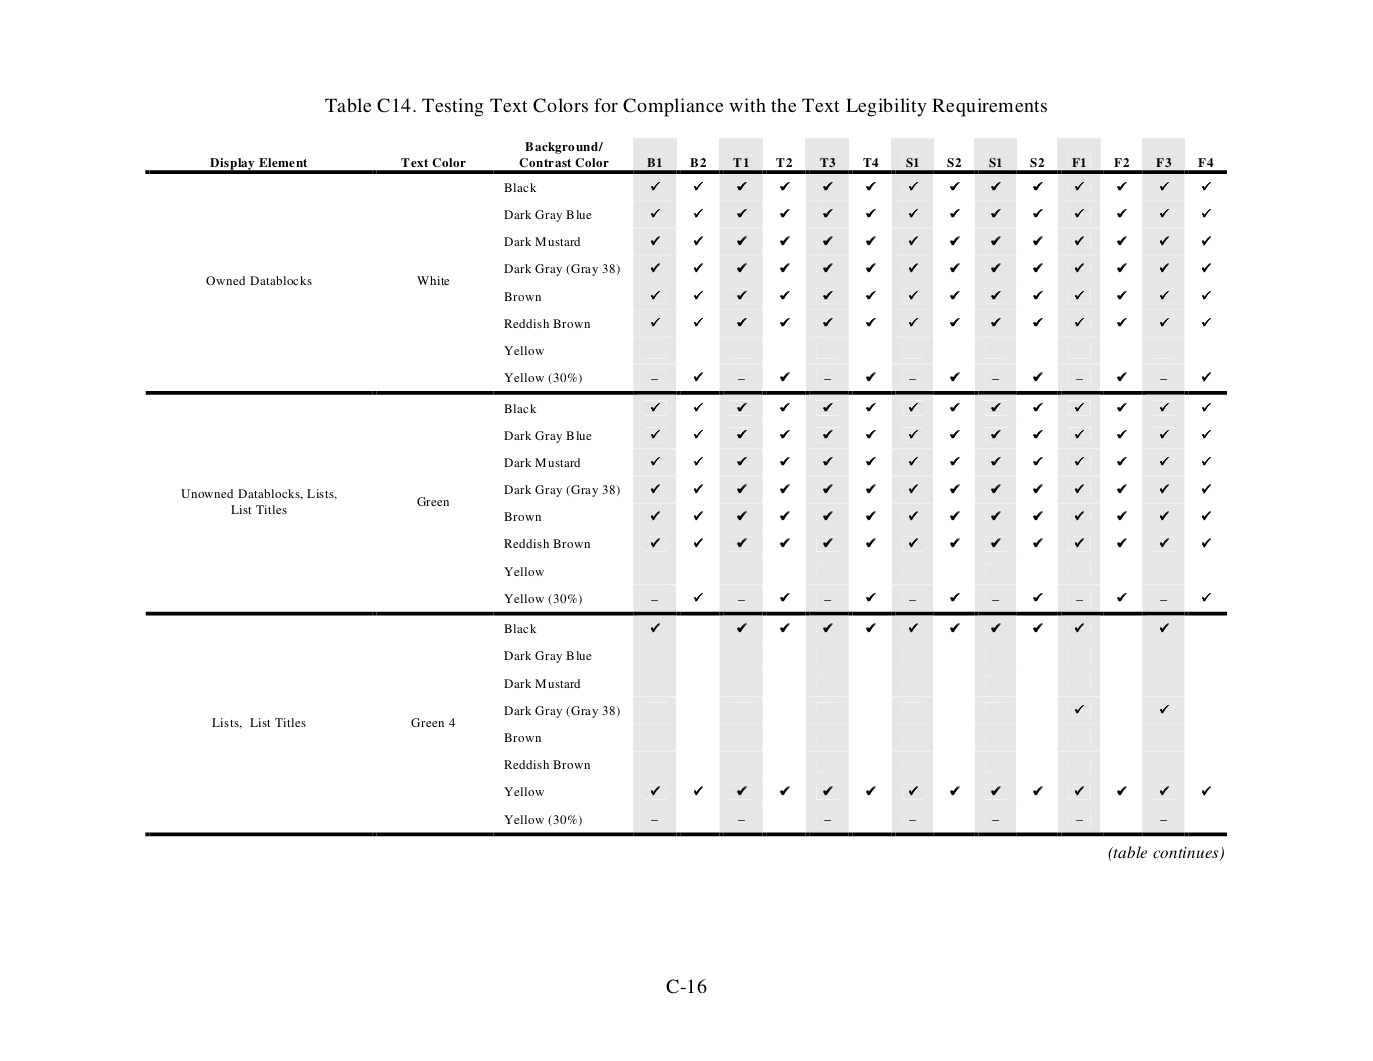 Table C14. Testing Text Colors for Compliance with the Text Legibility Requirements
Background/
Display Element Text Color Contrast Color B1 B2 T1 T2 T3 T4 S1 S2 S1 S2 F1 F2 F3 F4
Black ✔ ✔ ✔ ✔ ✔ ✔ ✔ ✔ ✔ ✔ ✔ ✔ ✔ ✔
Dark Gray Blue ✔ ✔ ✔ ✔ ✔ ✔ ✔ ✔ ✔ ✔ ✔ ✔ ✔ ✔
Dark Mustard ✔ ✔ ✔ ✔ ✔ ✔ ✔ ✔ ✔ ✔ ✔ ✔ ✔ ✔
Dark Gray (Gray 38) ✔ ✔ ✔ ✔ ✔ ✔ ✔ ✔ ✔ ✔ ✔ ✔ ✔ ✔
Owned Datablocks White
Brown ✔ ✔ ✔ ✔ ✔ ✔ ✔ ✔ ✔ ✔ ✔ ✔ ✔ ✔
Reddish Brown ✔ ✔ ✔ ✔ ✔ ✔ ✔ ✔ ✔ ✔ ✔ ✔ ✔ ✔
Yellow
Yellow (30%) – ✔ – ✔ – ✔ – ✔ – ✔ – ✔ – ✔
Black ✔ ✔ ✔ ✔ ✔ ✔ ✔ ✔ ✔ ✔ ✔ ✔ ✔ ✔
Dark Gray Blue ✔ ✔ ✔ ✔ ✔ ✔ ✔ ✔ ✔ ✔ ✔ ✔ ✔ ✔
Dark Mustard ✔ ✔ ✔ ✔ ✔ ✔ ✔ ✔ ✔ ✔ ✔ ✔ ✔ ✔
Dark Gray (Gray 38) ✔ ✔ ✔ ✔ ✔ ✔ ✔ ✔ ✔ ✔ ✔ ✔ ✔ ✔
Unowned Datablocks, Lists,
List Titles Green
Brown ✔ ✔ ✔ ✔ ✔ ✔ ✔ ✔ ✔ ✔ ✔ ✔ ✔ ✔
Reddish Brown ✔ ✔ ✔ ✔ ✔ ✔ ✔ ✔ ✔ ✔ ✔ ✔ ✔ ✔
Yellow
Yellow (30%) – ✔ – ✔ – ✔ – ✔ – ✔ – ✔ – ✔
Black ✔ ✔ ✔ ✔ ✔ ✔ ✔ ✔ ✔ ✔ ✔
Dark Gray Blue
Dark Mustard
Dark Gray (Gray 38) ✔ ✔
Lists, List Titles Green 4
Brown
Reddish Brown
Yellow ✔ ✔ ✔ ✔ ✔ ✔ ✔ ✔ ✔ ✔ ✔ ✔ ✔ ✔
Yellow (30%) – – – – – – –
(table continues)
C-16